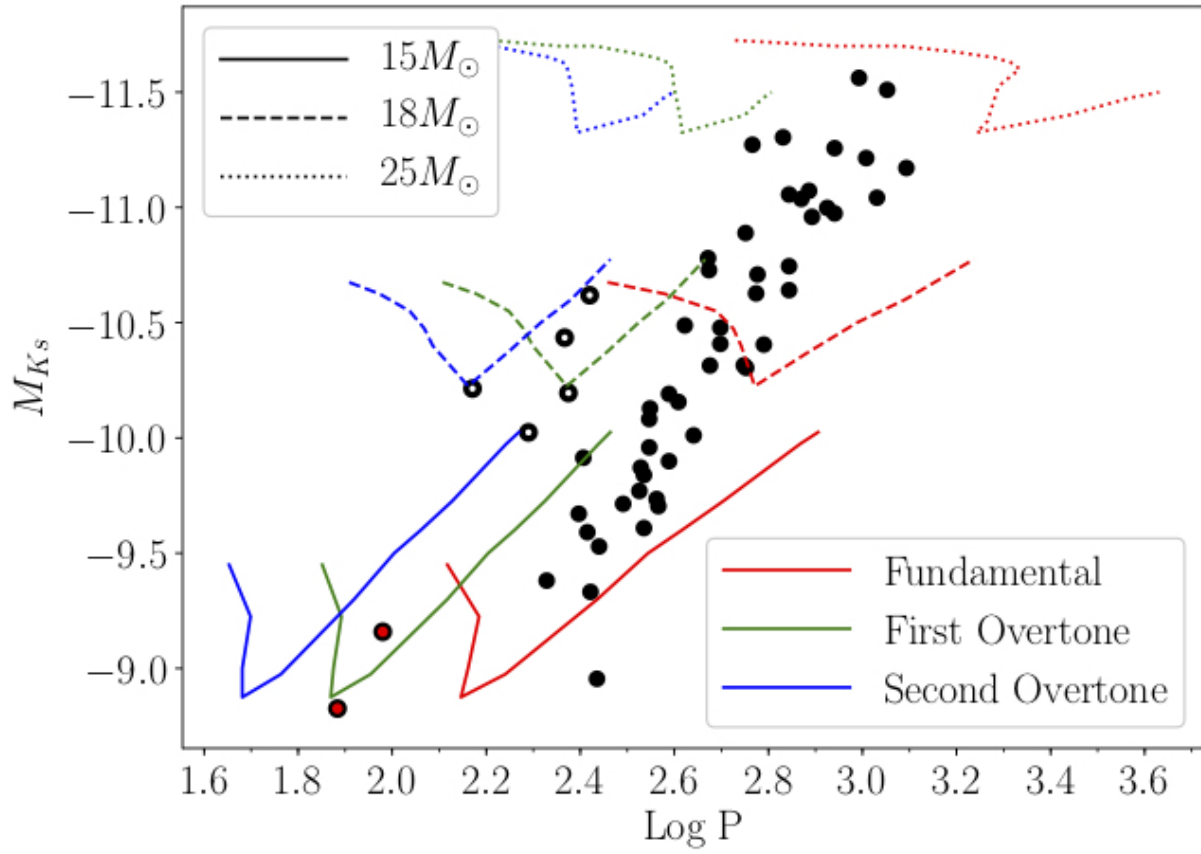 15M⊙
18M⊙
25M⊙
−11.5
−11.0
−10.5
−10.0
−9.5
−9.0
M_{Ks}
Fundamental
First Overtone
Second Overtone
1.6 1.8 2.0 2.2 2.4 2.6 2.8 3.0 3.2 3.4 3.6
Log P